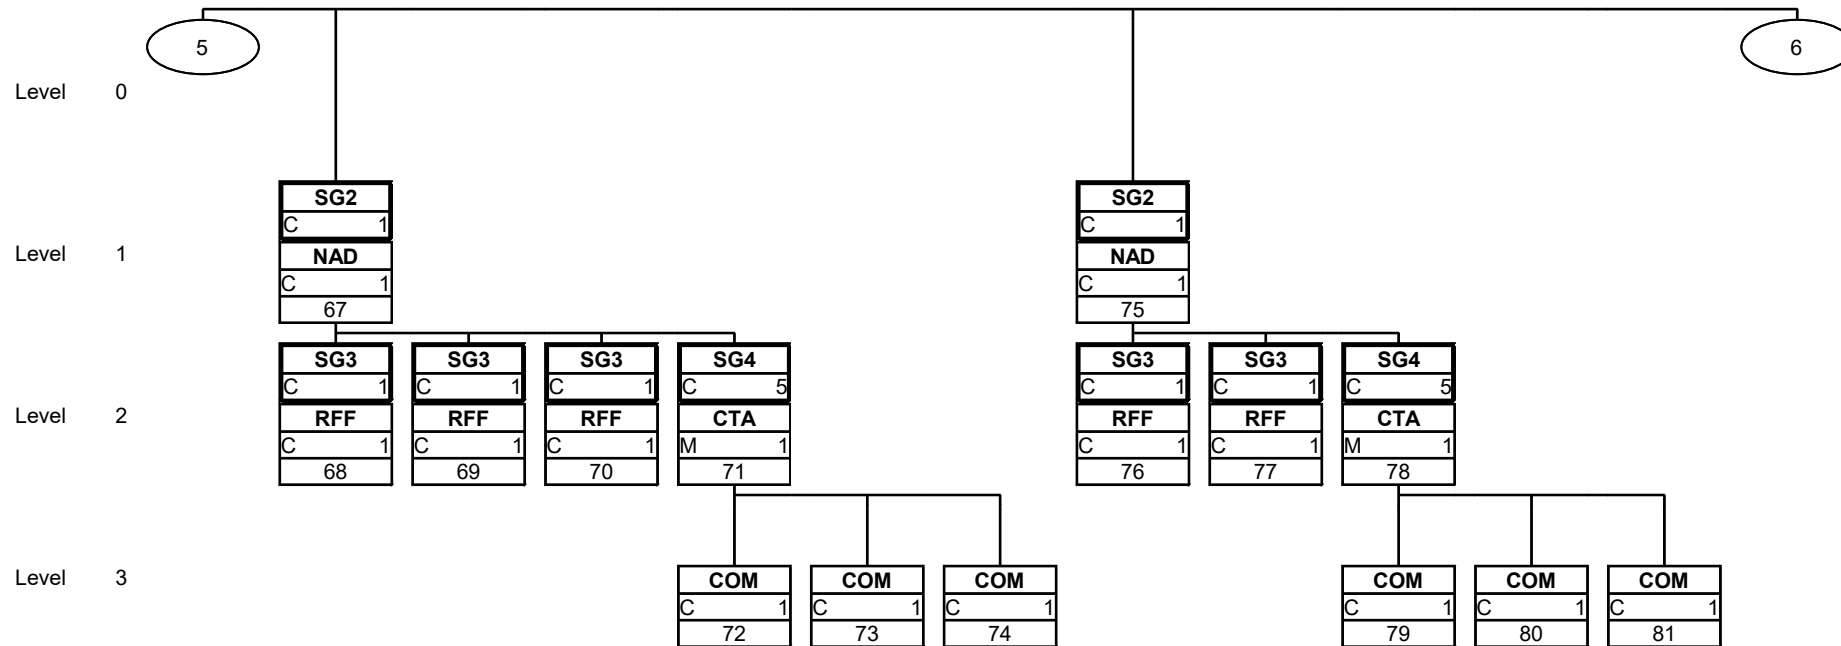 5 6
Level 0
SG2 SG2
C 1 C 1
Level 1 NAD NAD
C 1 C 1
67 75
SG3 SG3 SG3 SG4 SG3 SG3 SG4
C 1 C 1 C 1 C 5 C 1 C 1 C 5
Level 2 RFF RFF RFF CTA RFF RFF CTA
C 1 C 1 C 1 M 1 C 1 C 1 M 1
68 69 70 71 76 77 78
Level 3 COM COM COM COM COM COM
C 1 C 1 C 1 C 1 C 1 C 1
72 73 74 79 80 81